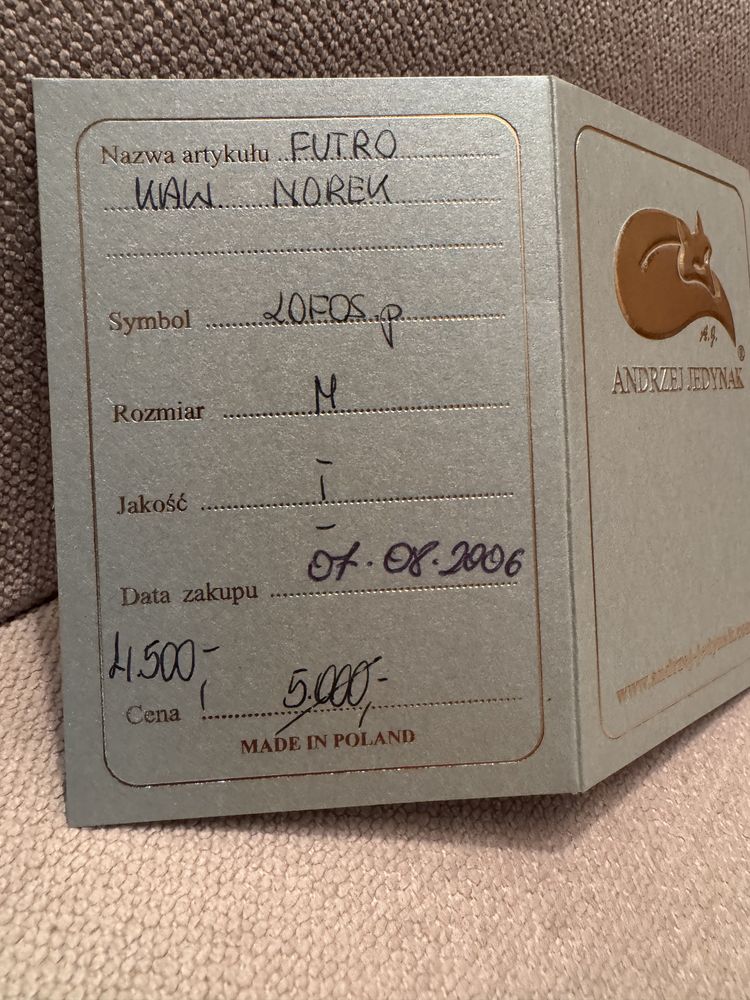 Nazwa artykułu FUTRO
KAW NOREK
Symbol LOFOS.p
Rozmiar M
Jakość I
Data zakupu 07.08.2006
4.500,-
Cena 5.000,-
MADE IN POLAND
A.J.
ANDRZEJ JEDYNAK
®